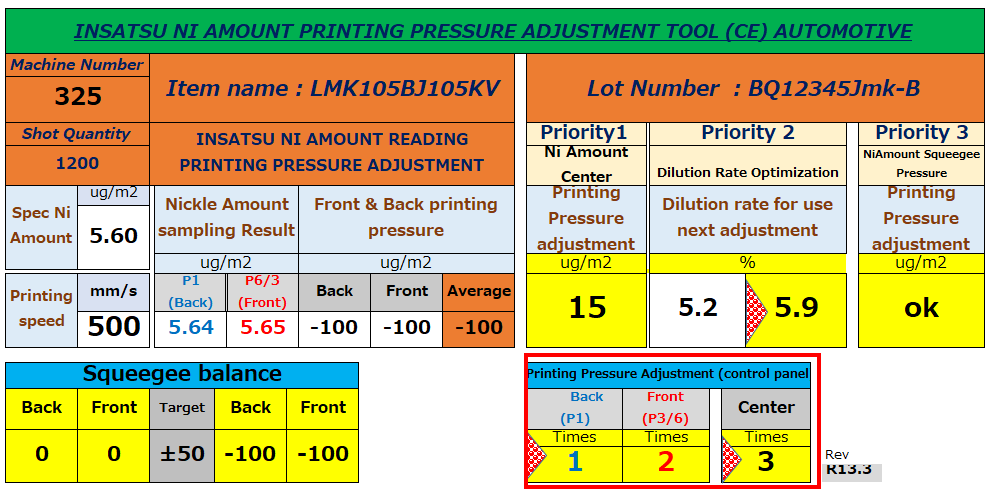 INSATSU NI AMOUNT PRINTING PRESSURE ADJUSTMENT TOOL (CE) AUTOMOTIVE
Machine Number
325
Item name : LMK105BJ105KV
Lot Number : BQ12345Jmk-B
Shot Quantity
1200
INSATSU NI AMOUNT READING
PRINTING PRESSURE ADJUSTMENT
Priority1
Ni Amount
Center
Priority 2
Dilution Rate Optimization
Priority 3
NiAmount Squeegee
Pressure
Spec Ni
Amount
ug/m2
5.60
Nickle Amount
sampling Result
Front & Back printing
pressure
Printing
Pressure
adjustment
Dilution rate for use
next adjustment
Printing
Pressure
adjustment
ug/m2
ug/m2
ug/m2
%
ug/m2
Printing
speed
mm/s
500
P1
(Back)
P6/3
(Front)
Back
Front
Average
5.64
5.65
-100
-100
-100
15
5.2
5.9
ok
Squeegee balance
Back
Front
Target
Back
Front
0
0
±50
-100
-100
Printing Pressure Adjustment (control panel
Back
(P1)
Front
(P3/6)
Center
Times
Times
Times
1
2
3
Rev
R13.3